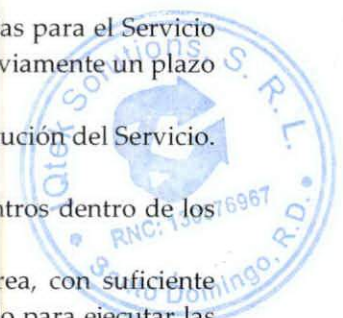 as para el Servicio
viamente un plazo
ución del Servicio.
ntros dentro de los
rea, con suficiente
o para ejecutar las
Qtek Solutions S. R. L.
RNC: 6967
Santo Domingo, R.D.